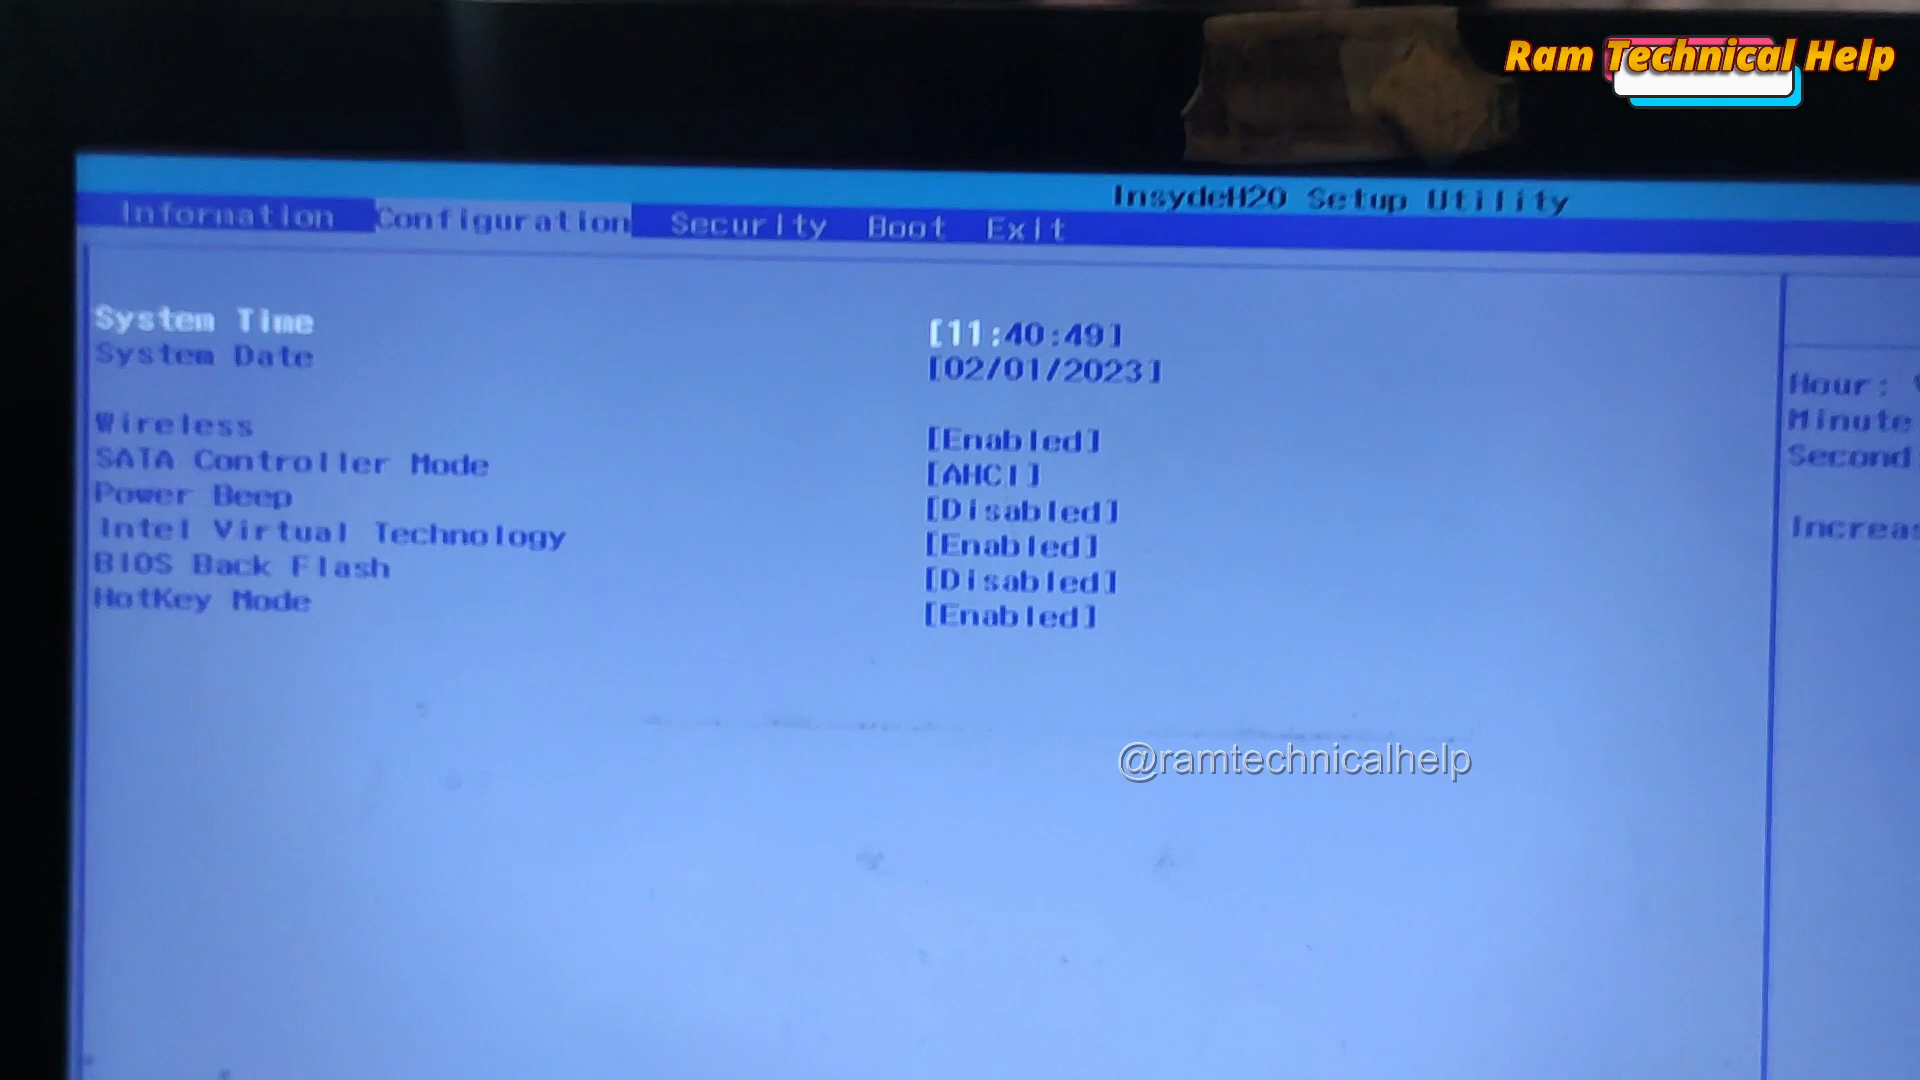 Ram Technical Help
InsydeH20 Setup Utility
Information Configuration Security Boot Exit
System Time [11:40:49]
System Date [02/01/2023]
Wireless [Enabled]
SATA Controller Mode [AHCI]
Power Beep [Disabled]
Intel Virtual Technology [Enabled]
BIOS Back Flash [Disabled]
HotKey Mode [Enabled]
Hour:
Minute
Second
Increas
@ramtechnicalhelp